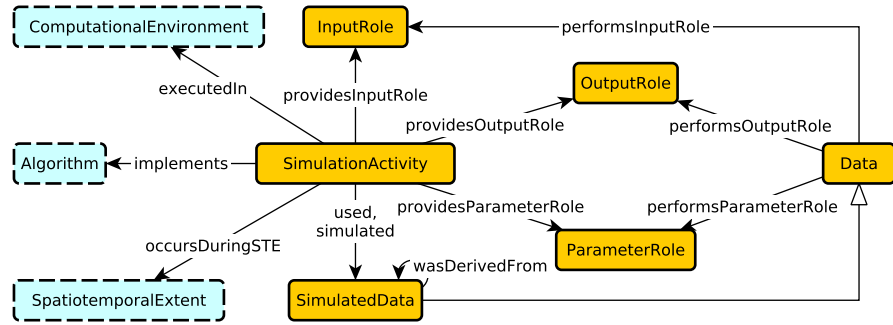 ComputationalEnvironment
InputRole
performsInputRole
executedIn
providesInputRole
OutputRole
providesOutputRole
performsOutputRole
Algorithm
implements
SimulationActivity
Data
used,
simulated
providesParameterRole
performsParameterRole
occursDuringSTE
ParameterRole
wasDerivedFrom
SpatiotemporalExtent
SimulatedData